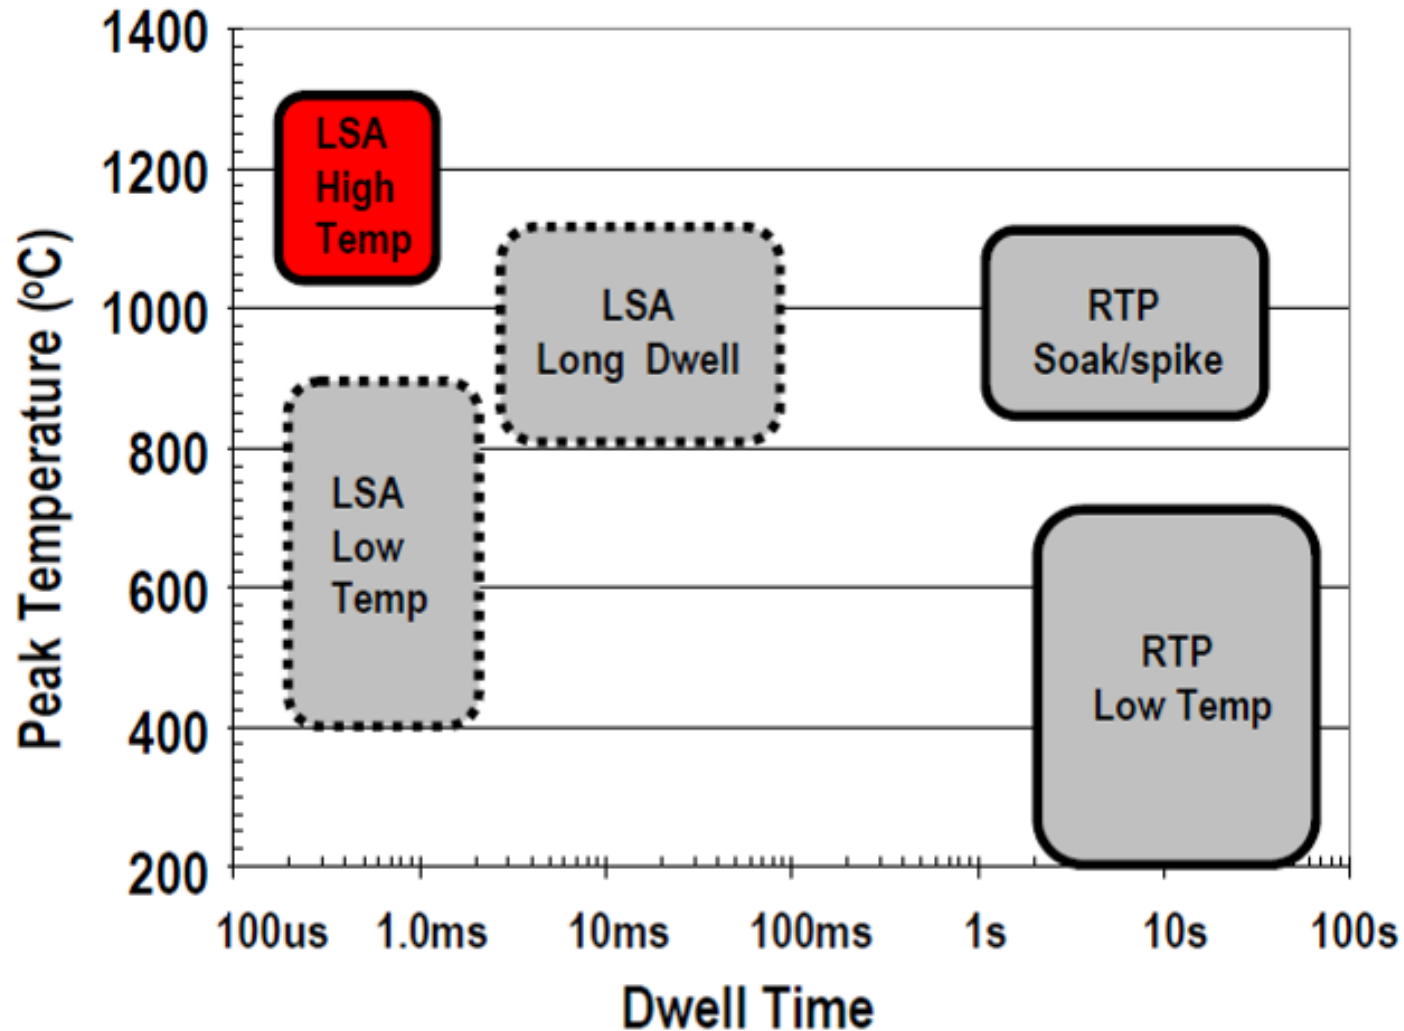 1400
1200
1000
800
600
400
200
Peak Temperature (ºC)
LSA
High
Temp
LSA
Long Dwell
RTP
Soak/spike
LSA
Low
Temp
RTP
Low Temp
100us 1.0ms 10ms 100ms 1s 10s 100s
Dwell Time